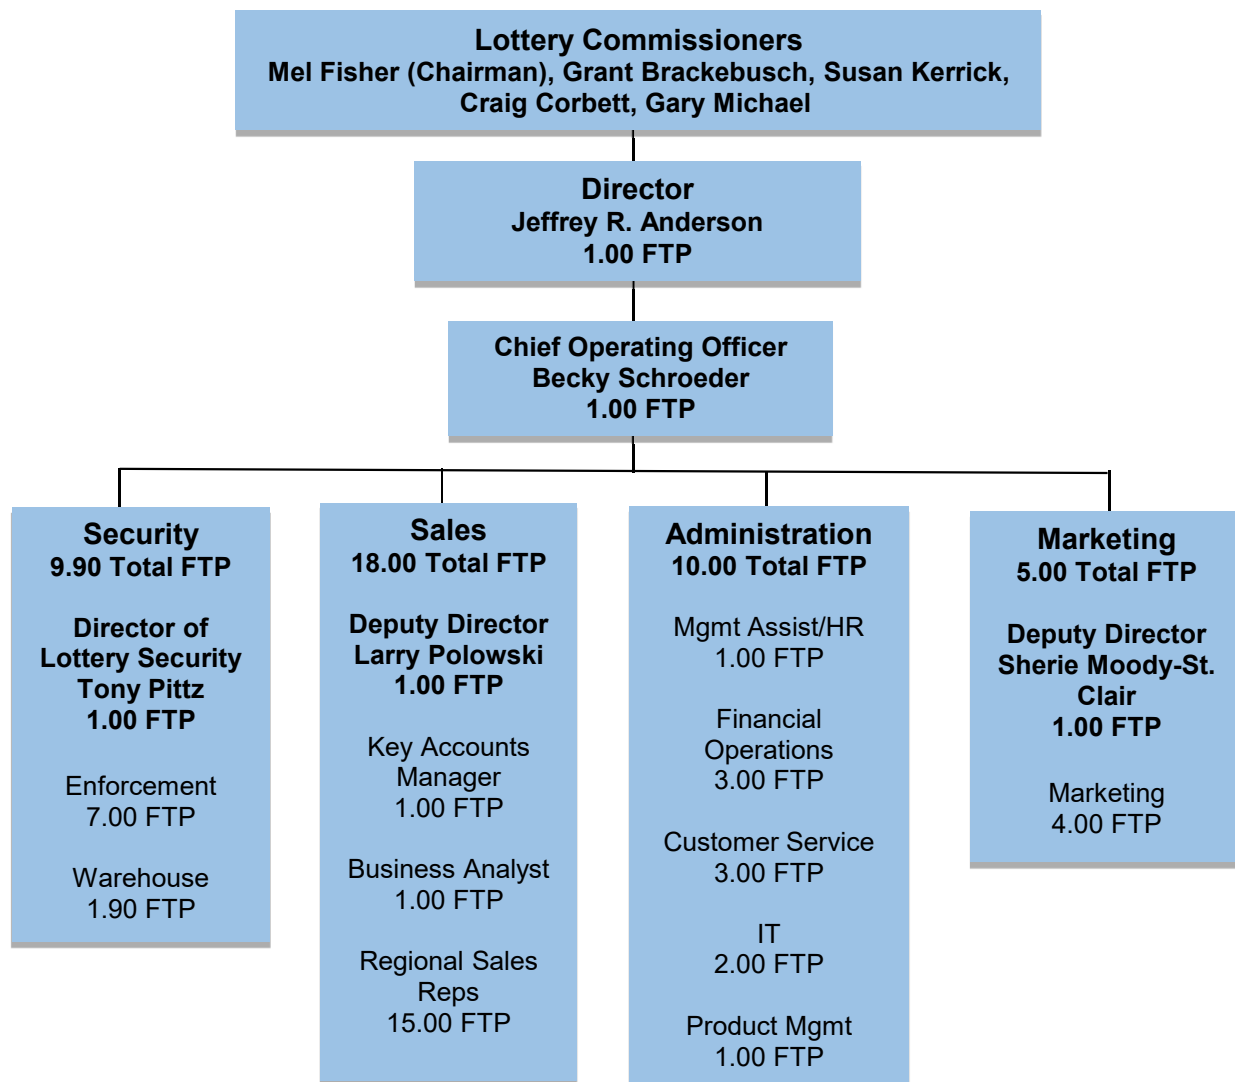 Lottery Commissioners
Mel Fisher (Chairman), Grant Brackebusch, Susan Kerrick,
Craig Corbett, Gary Michael
Director
Jeffrey R. Anderson
1.00 FTP
Chief Operating Officer
Becky Schroeder
1.00 FTP
Security
9.90 Total FTP
Director of
Lottery Security
Tony Pittz
1.00 FTP
Enforcement
7.00 FTP
Warehouse
1.90 FTP
Sales
18.00 Total FTP
Deputy Director
Larry Polowski
1.00 FTP
Key Accounts
Manager
1.00 FTP
Business Analyst
1.00 FTP
Regional Sales
Reps
15.00 FTP
Administration
10.00 Total FTP
Mgmt Assist/HR
1.00 FTP
Financial
Operations
3.00 FTP
Customer Service
3.00 FTP
IT
2.00 FTP
Product Mgmt
1.00 FTP
Marketing
5.00 Total FTP
Deputy Director
Sherie Moody-St.
Clair
1.00 FTP
Marketing
4.00 FTP